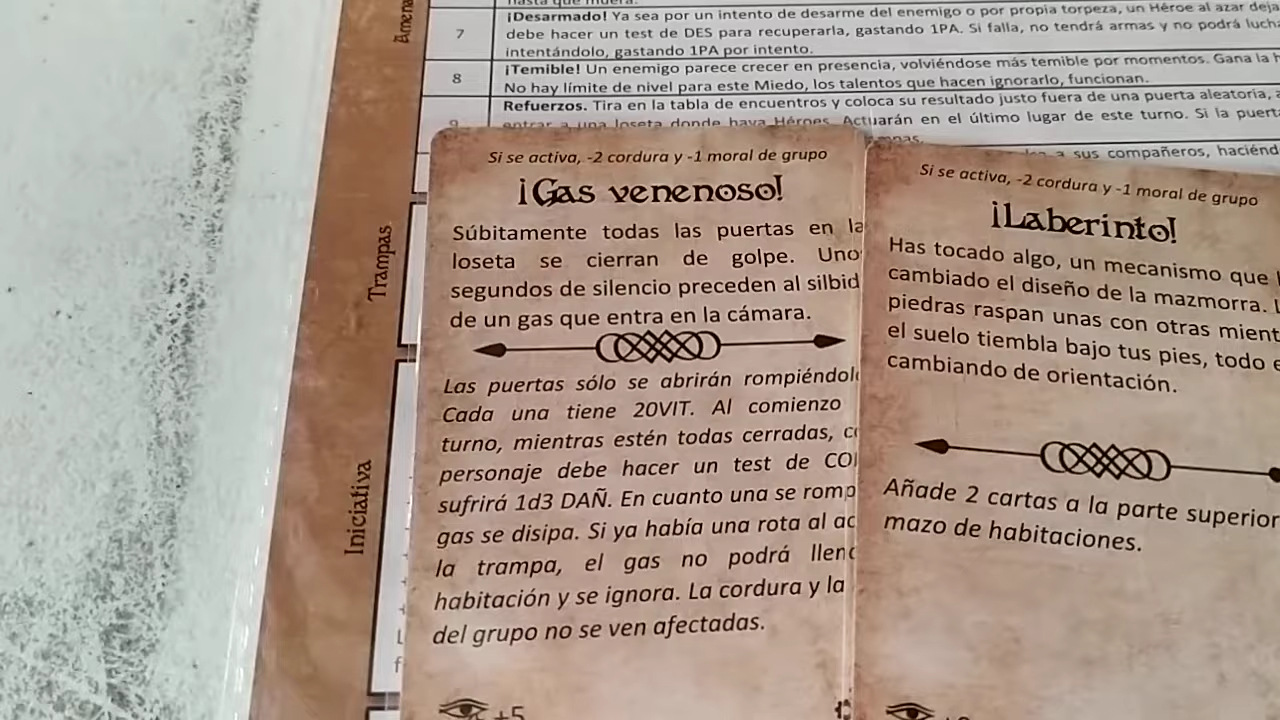 hasta que muera.
7 ¡Desarmado! Ya sea por un intento de desarme del enemigo o por propia torpeza, un Héroe al azar deja
debe hacer un test de DES para recuperarla, gastando 1PA. Si falla, no tendrá armas y no podrá
intentándolo, gastando 1PA por intento.
8 ¡Temible! Un enemigo parece crecer en presencia, volviéndose más temible por momentos. Gana la
No hay límite de nivel para este Miedo, los talentos que hacen ignorarlo, funcionan.
9 Refuerzos. Tira en la tabla de encuentros y coloca su resultado justo fuera de una puerta aleatoria,
entrar a una loseta donde haya Héroes. Actuarán en el último lugar de este turno. Si la
a sus compañeros,
Trampas
Iniciativa
Si se activa, -2 cordura y -1 moral de grupo
¡Gas venenoso!
Súbitamente todas las puertas en la
loseta se cierran de golpe.
segundos de silencio preceden al
de un gas que entra en la cámara.
Las puertas sólo se abrirán
Cada una tiene 20VIT. Al comienzo
turno, mientras estén todas cerradas,
personaje debe hacer un test de
sufrirá 1d3 DAÑ. En cuanto una se
gas se disipa. Si ya había una rota al
la trampa, el gas no podrá
habitación y se ignora. La cordura y la
del grupo no se ven afectadas.
+5
Si se activa, -2 cordura y -1 moral de grupo
¡Laberinto!
Has tocado algo, un mecanismo que
cambiado el diseño de la mazmorra.
piedras raspan unas con otras
el suelo tiembla bajo tus pies, todo
cambiando de orientación.
Añade 2 cartas a la parte superior
mazo de habitaciones.